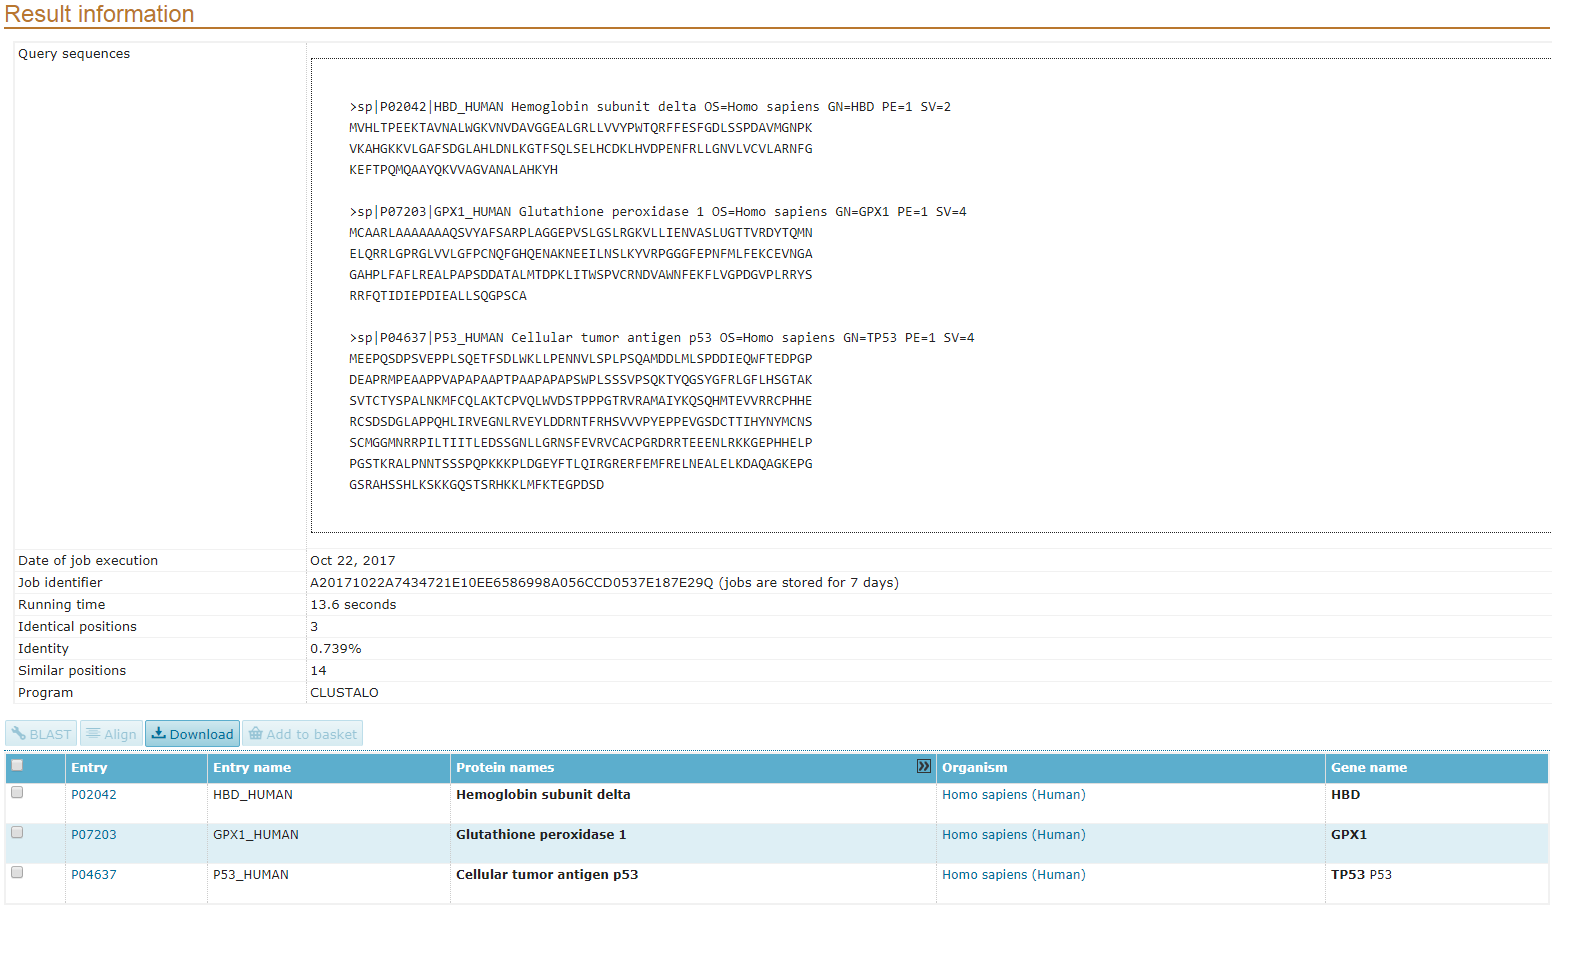 Result information
Query sequences
>sp|P02042|HBD_HUMAN Hemoglobin subunit delta OS=Homo sapiens GN=HBD PE=1 SV=2
MVHLTPEEKTAVNALWGKVNVDAVGGEALGRLLVVYPWTQRFFESFGDLSSPDAVMGNPK
VKAHGKKVLGAFSDGLAHLDNLKGTFSQLSELHCDKLHVDPENFRLLGNVLVCVLARNFG
KEFTPQMQAAYQKVVAGVANALAHKYH
>sp|P07203|GPX1_HUMAN Glutathione peroxidase 1 OS=Homo sapiens GN=GPX1 PE=1 SV=4
MCAARLAAAAAAAQSVYAFSARPLAGGEPVSLGSLRGKVLLIENVASLUGTTVRDYTQMN
ELQRRLGPRGLVVLGFPCNQFGHQENAKNEEILNSLKYVRPGGGFEPNFMLFEKCEVNGA
GAHPLFAFLREALPAPSDDATALMTDPKLITWSPVCRNDVAWNFEKFLVGPDGVPLRRYS
RRFQTIDIEPDIEALLSQGPSCA
>sp|P04637|P53_HUMAN Cellular tumor antigen p53 OS=Homo sapiens GN=TP53 PE=1 SV=4
MEEPQSDPSVEPPLSQETFSDLWKLLPENNVLSPLPSQAMDDLMLSPDDIEQWFTEDPGP
DEAPRMPEAAPPVAPAPAAPTPAAPAPAPSWPLSSSVPSQKTYQGSYGFRLGFLHSGTAK
SVTCTYSPALNKMFCQLAKTCPVQLWVDSTPPPGTRVRAMAIYKQSQHMTEVVRRCPHHE
RCSDSDGLAPPQHLIRVEGNLRVEYLDDRNTFRHSVVVPYEPPEVGSDCTTIHYNYMCNS
SCMGGMNRRPILTIITLEDSSGNLLGRNSFEVRVCACPGRDRRTEEENLRKKGEPHHELP
PGSTKRALPNNTSSSPQPKKKPLDGEYFTLQIRGRERFEMFRELNEALELKDAQAGKEPG
GSRAHSSHLKSKKGQSTSRHKKLMFKTEGPDSD
Date of job execution Oct 22, 2017
Job identifier A20171022A7434721E10EE6586998A056CCD0537E187E29Q (jobs are stored for 7 days)
Running time 13.6 seconds
Identical positions 3
Identity 0.739%
Similar positions 14
Program CLUSTALO
BLAST Align Download Add to basket
Entry Entry name Protein names Organism Gene name
P02042 HBD_HUMAN Hemoglobin subunit delta Homo sapiens (Human) HBD
P07203 GPX1_HUMAN Glutathione peroxidase 1 Homo sapiens (Human) GPX1
P04637 P53_HUMAN Cellular tumor antigen p53 Homo sapiens (Human) TP53 P53